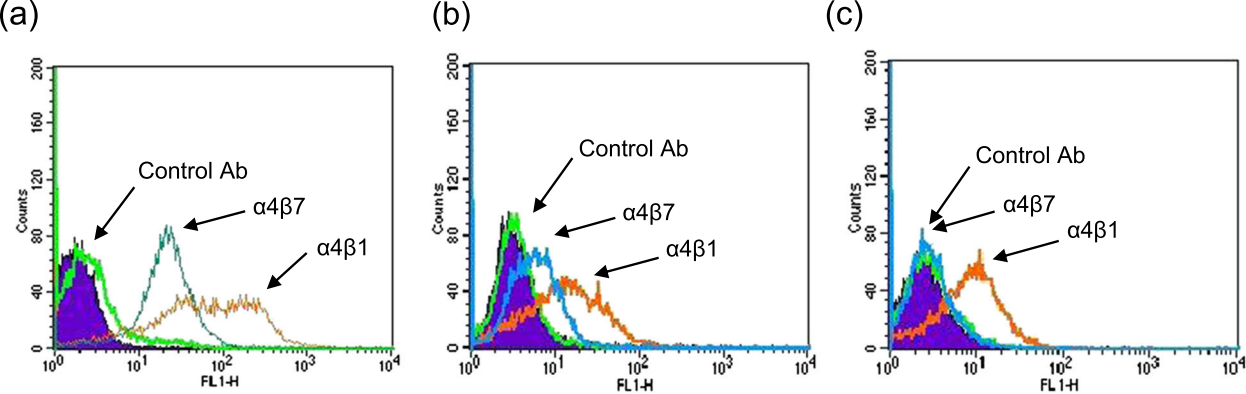 (a) (b) (c)
200 200 200
160 160 160
Control Ab Control Ab Control Ab
120 120 120
α4β7 α4β7 α4β7
Counts Counts Counts
80 80 80
α4β1 α4β1 α4β1
40 40 40
0 0 0
10⁰ 10¹ 10² 10³ 10⁴ 10⁰ 10¹ 10² 10³ 10⁴ 10⁰ 10¹ 10² 10³ 10⁴
FL1-H FL1-H FL1-H